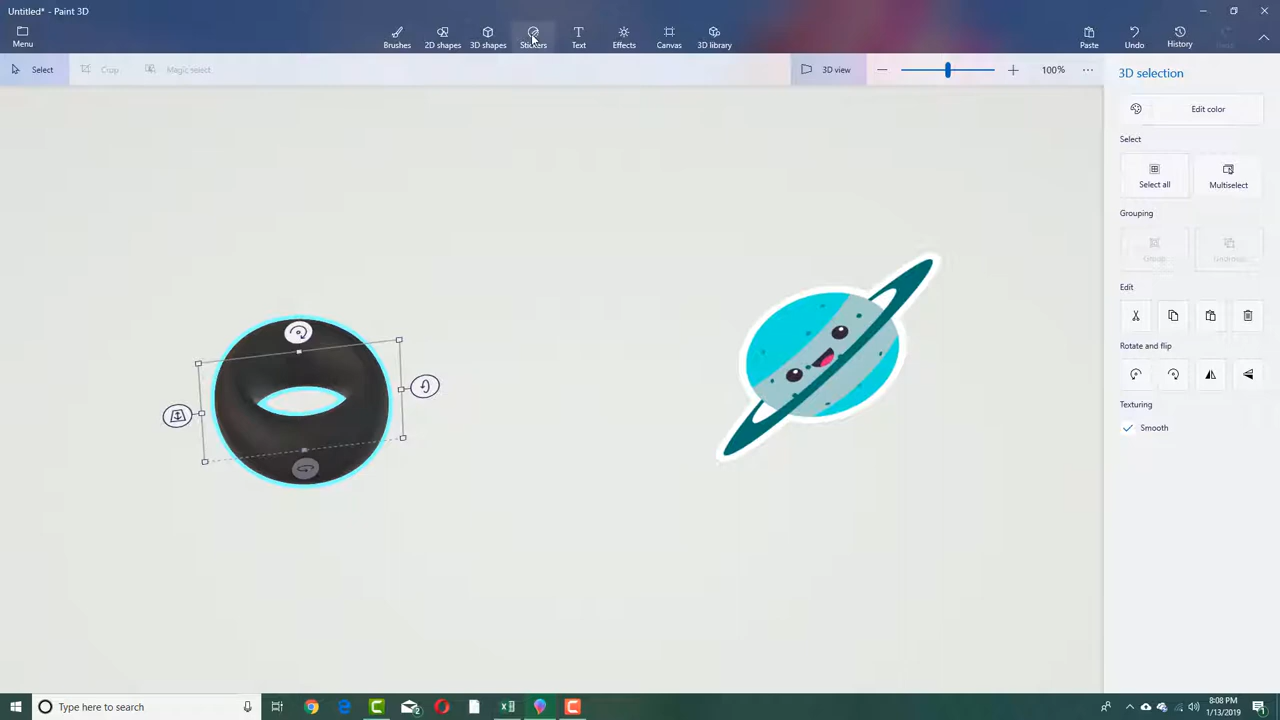 Untitled* - Paint 3D
Menu
Brushes
2D shapes
3D shapes
Stickers
Text
Effects
Canvas
3D library
Paste
Undo
History
Select
Crop
Magic select
3D view
100%
3D selection
Edit color
Select
Select all
Multiselect
Grouping
Group
Ungroup
Edit
Rotate and flip
Texturing
Smooth
Type here to search
8:08 PM
1/13/2019